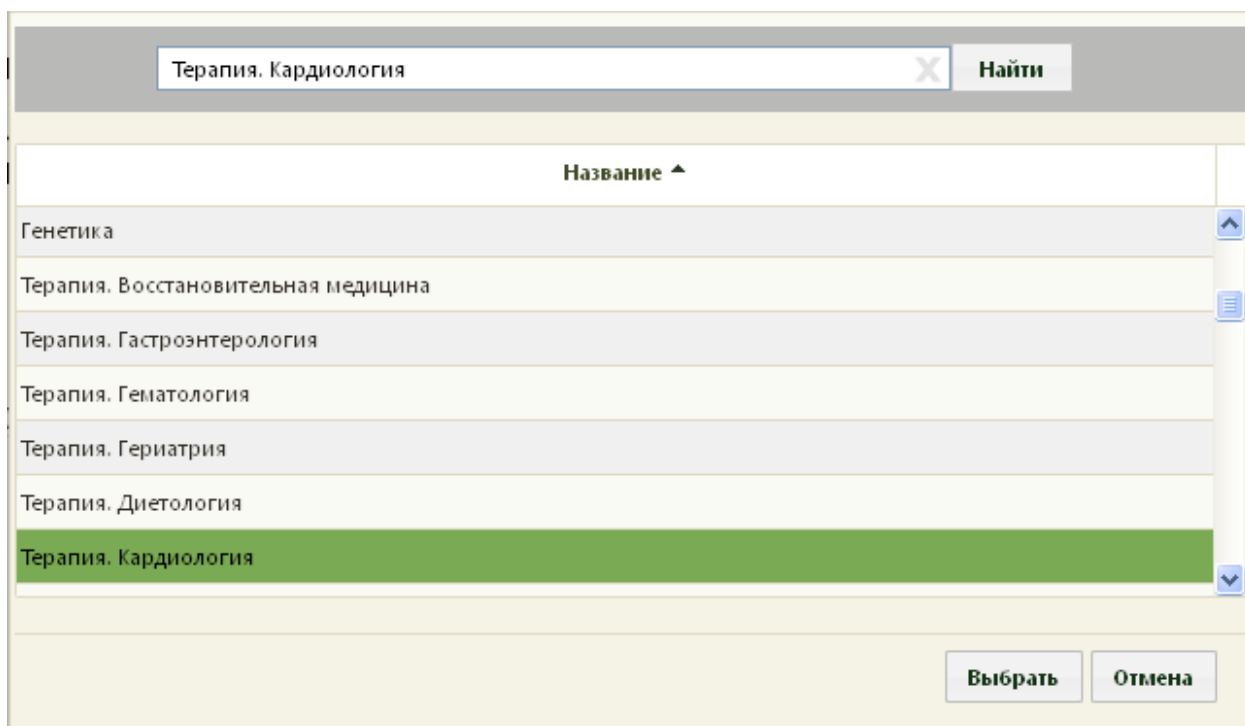 Терапия. Кардиология
Найти
Название
Генетика
Терапия. Восстановительная медицина
Терапия. Гастроэнтерология
Терапия. Гематология
Терапия. Гериатрия
Терапия. Диетология
Терапия. Кардиология
Выбрать Отмена